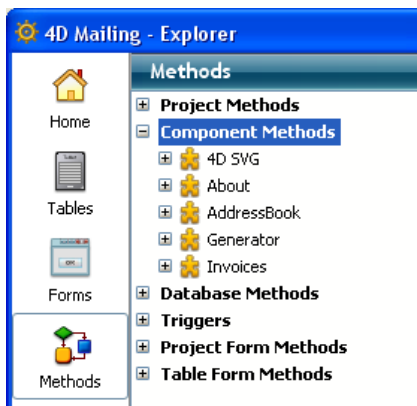 4D Mailing - Explorer
Home
Tables
Forms
Methods
Methods
Project Methods
Component Methods
4D SVG
About
AddressBook
Generator
Invoices
Database Methods
Triggers
Project Form Methods
Table Form Methods